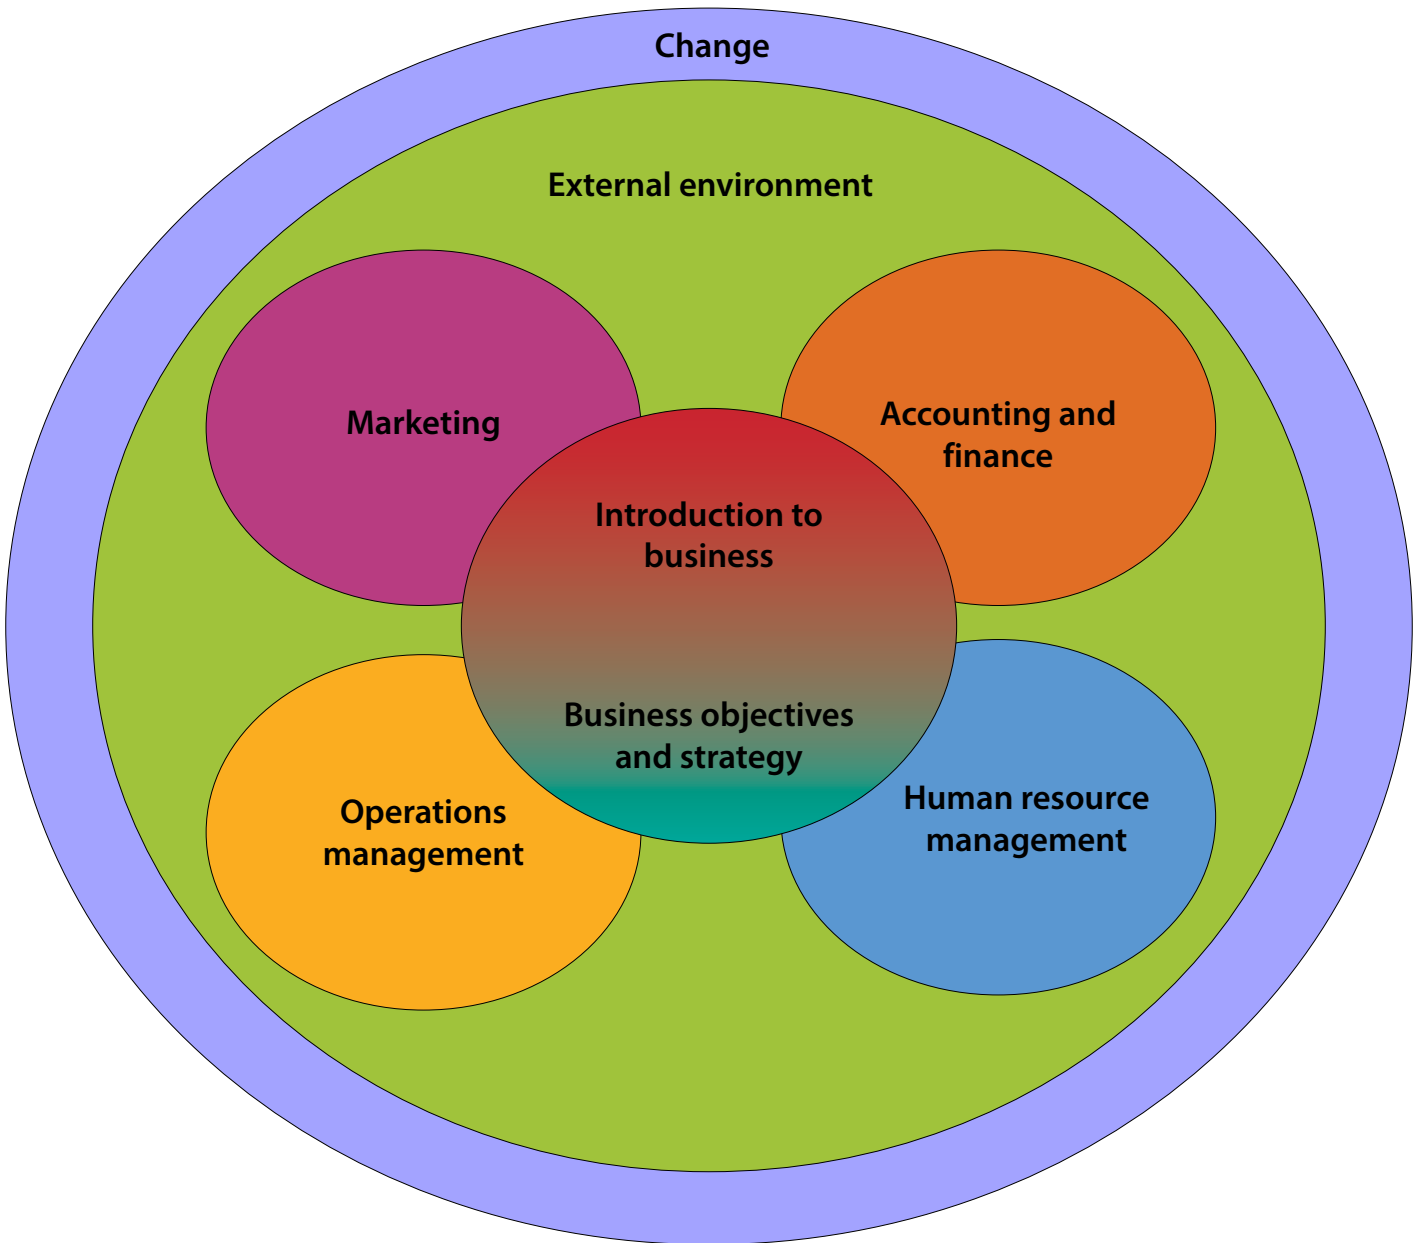 Change
External environment
Marketing
Accounting and
finance
Introduction to
business
Business objectives
and strategy
Operations
management
Human resource
management